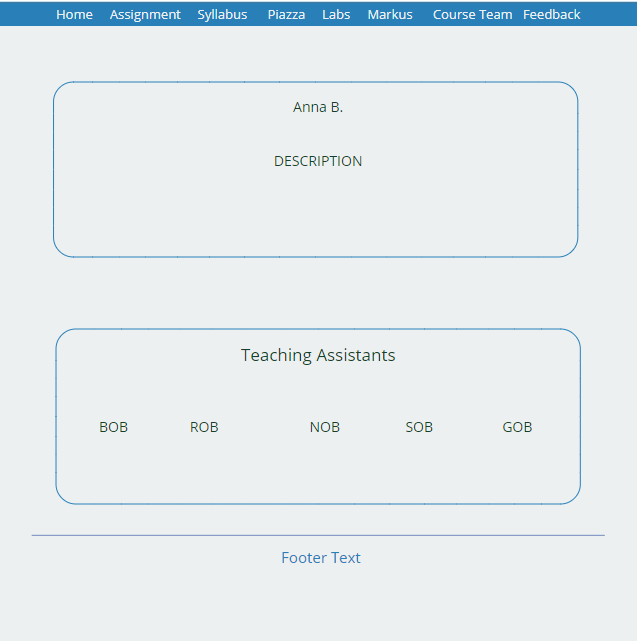 Home Assignment Syllabus Piazza Labs Markus Course Team Feedback
Anna B.
DESCRIPTION
Teaching Assistants
BOB ROB NOB SOB GOB
Footer Text